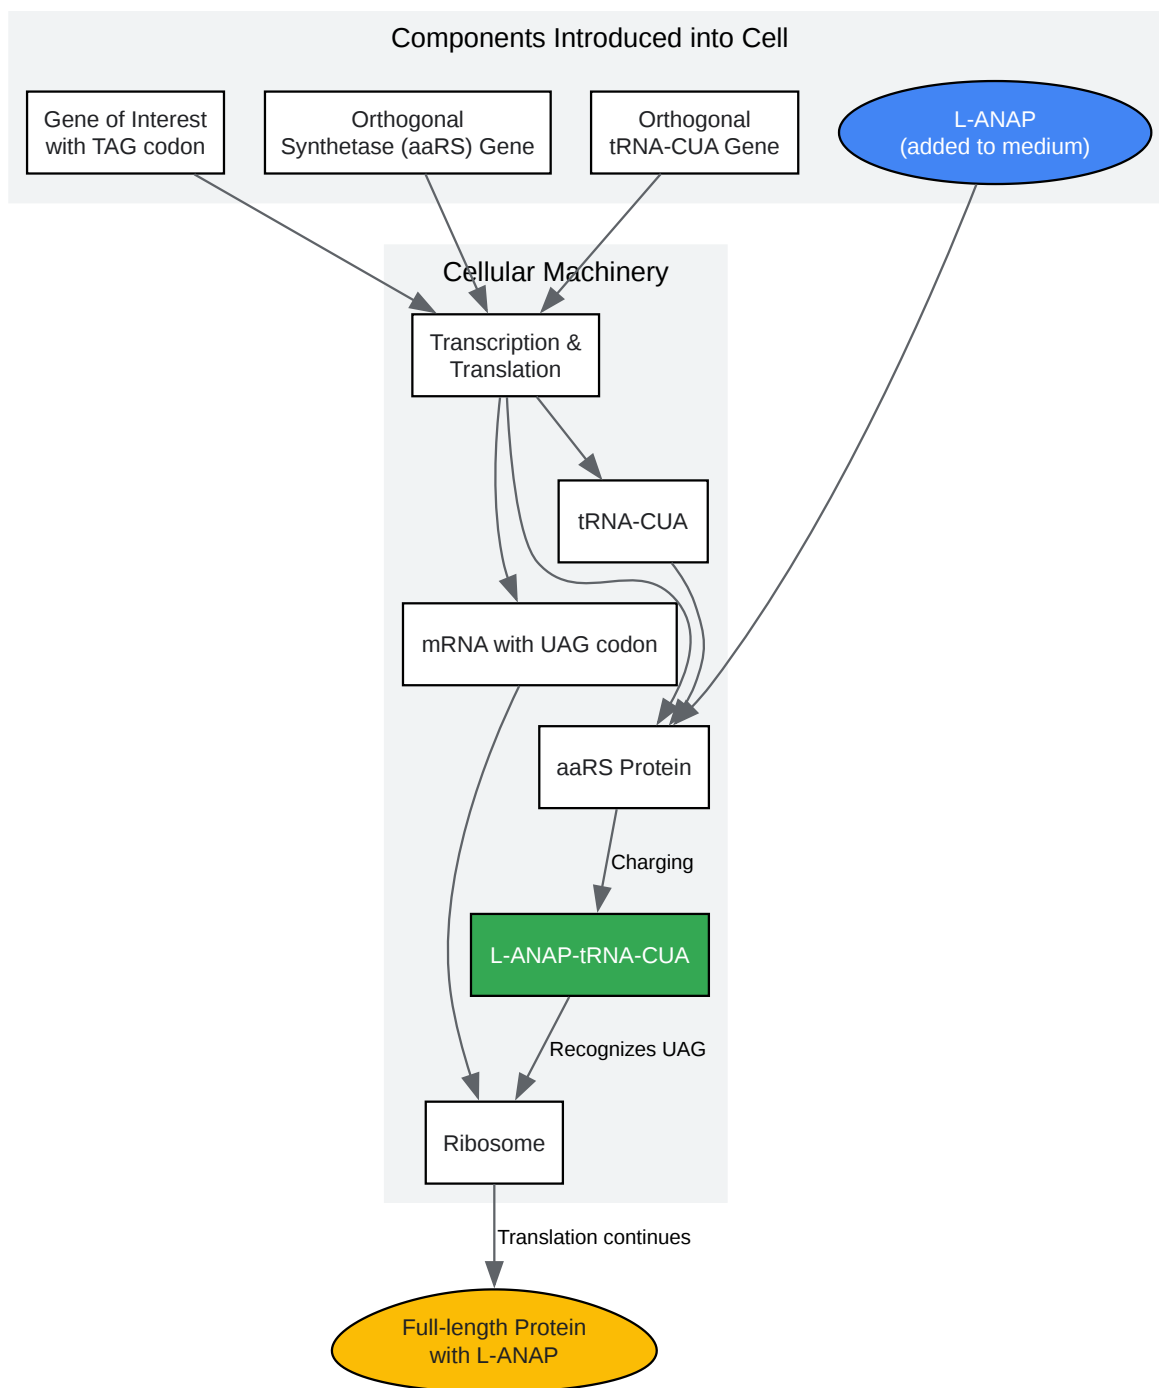 Components Introduced into Cell
Gene of Interest
with TAG codon
Orthogonal
Synthetase (aaRS) Gene
Orthogonal
tRNA-CUA Gene
L-ANAP
(added to medium)
Cellular Machinery
Transcription &
Translation
tRNA-CUA
mRNA with UAG codon
aaRS Protein
Charging
L-ANAP-tRNA-CUA
Recognizes UAG
Ribosome
Translation continues
Full-length Protein
with L-ANAP